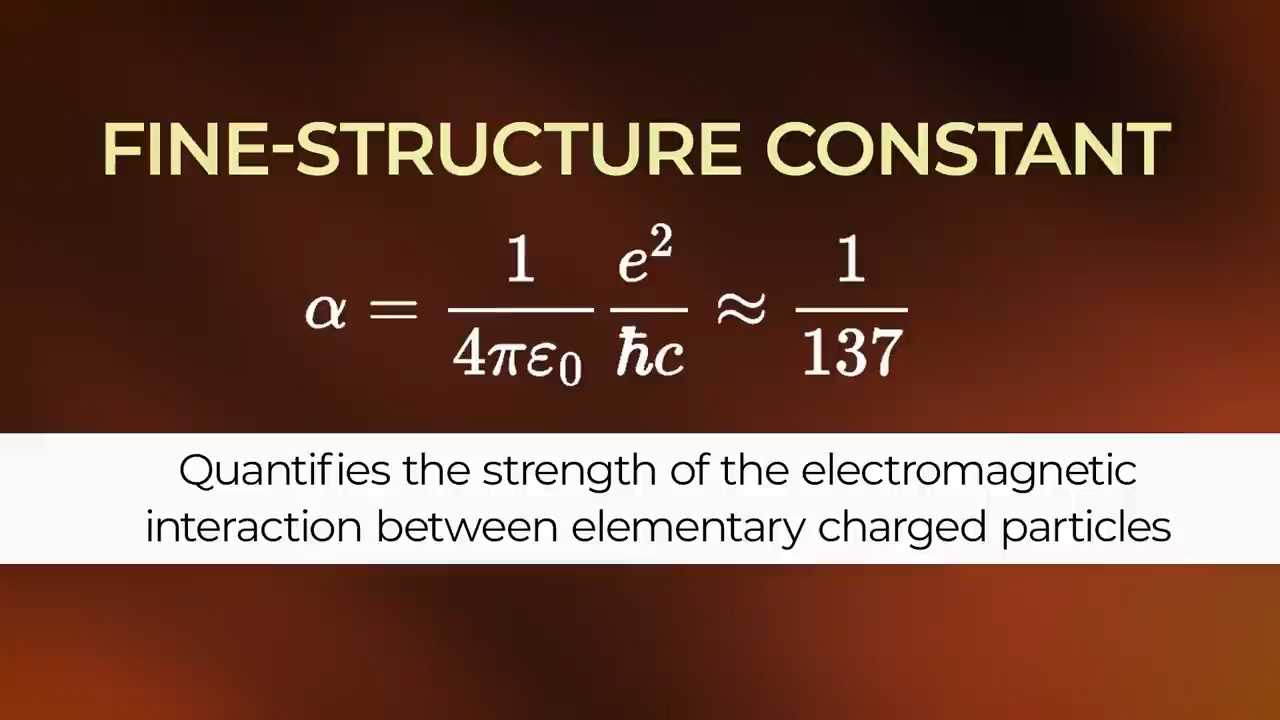 FINE-STRUCTURE CONSTANT
α = 1/(4πε₀) e²/(ħc) ≈ 1/137
Quantifies the strength of the electromagnetic
interaction between elementary charged particles